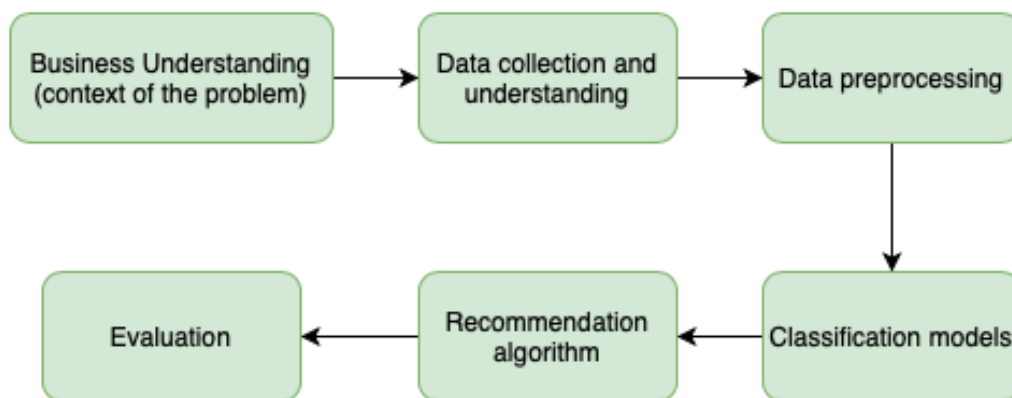 Business Understanding
(context of the problem)
Data collection and
understanding
Data preprocessing
Classification models
Recommendation
algorithm
Evaluation